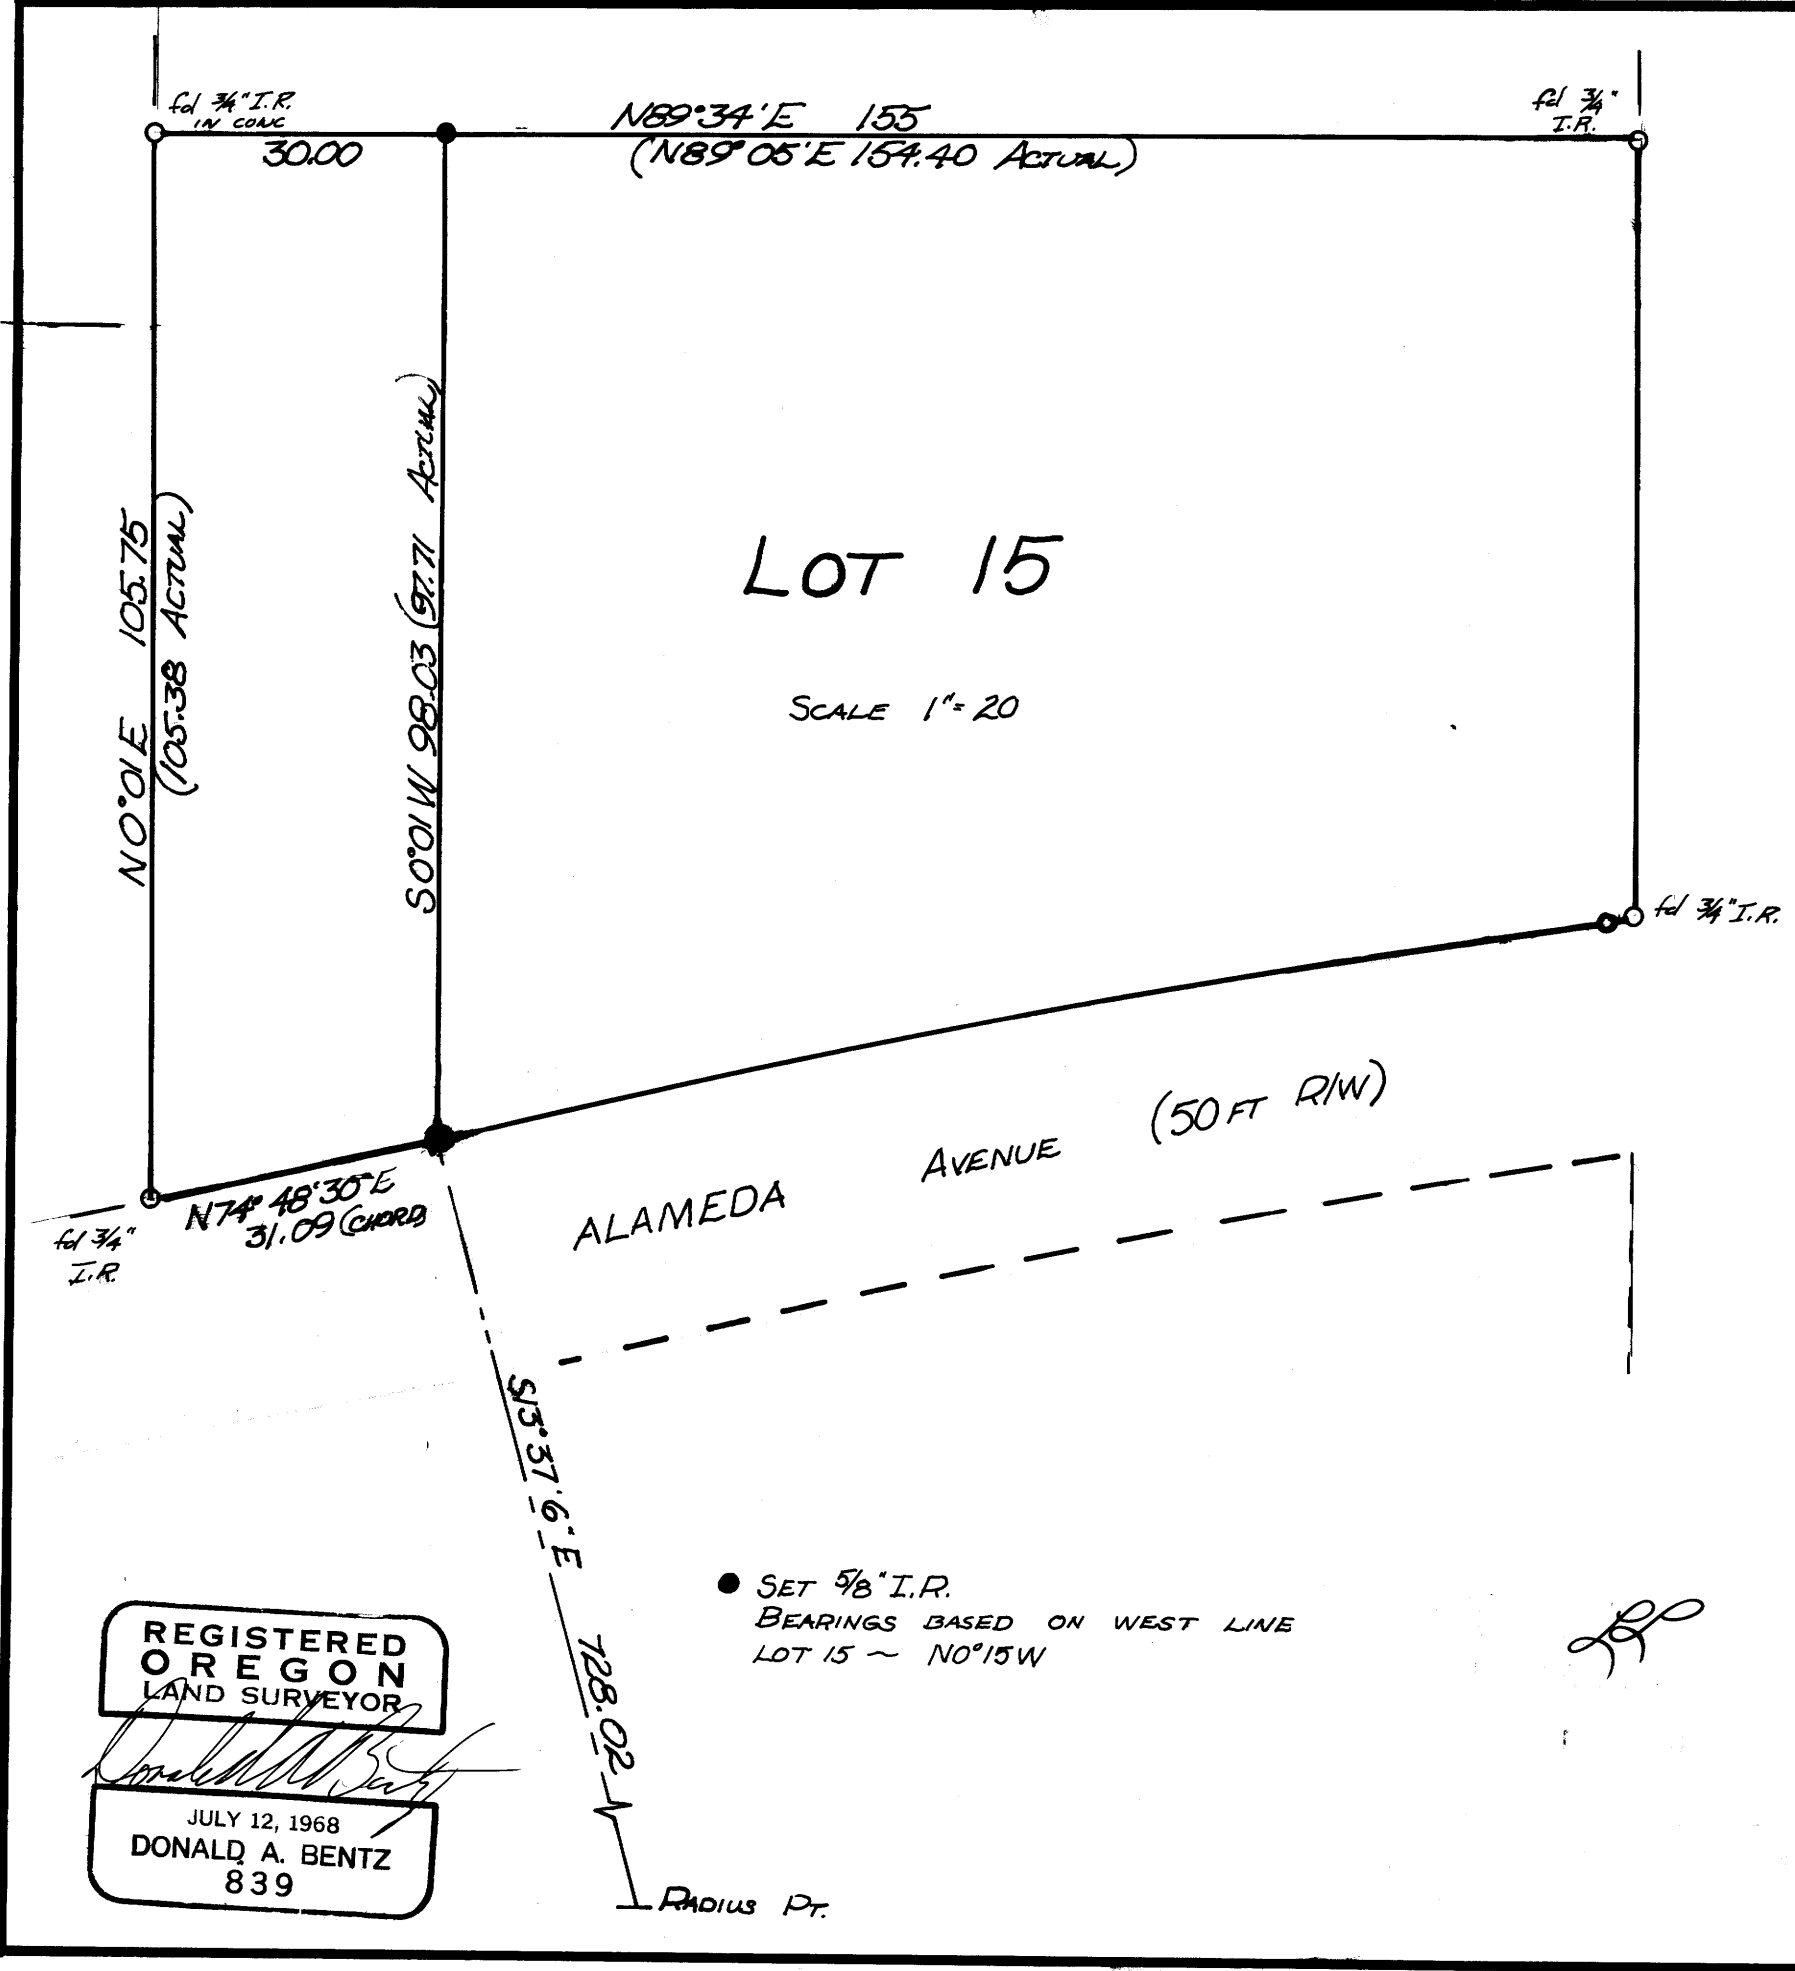 fd 3/4" I.R.
IN CONC
N89°34'E 155
fd 3/4"
I.R.
30.00
(N89°05'E 154.40 ACTUAL)
N0°01E 105.75
(105.38 ACTUAL)
S0°01W 98.03 (97.71 ACTUAL)
LOT 15
SCALE 1"=20
fd 3/4" I.R.
N74°48'30"E
31.09 (CHORD)
fd 3/4"
I.R.
ALAMEDA AVENUE (50 FT R/W)
S13°37'6"E 728.02
RADIUS PT.
● SET 5/8" I.R.
BEARINGS BASED ON WEST LINE
LOT 15 ~ N0°15W
REGISTERED
OREGON
LAND SURVEYOR
Donald A Bentz
JULY 12, 1968
DONALD A. BENTZ
839